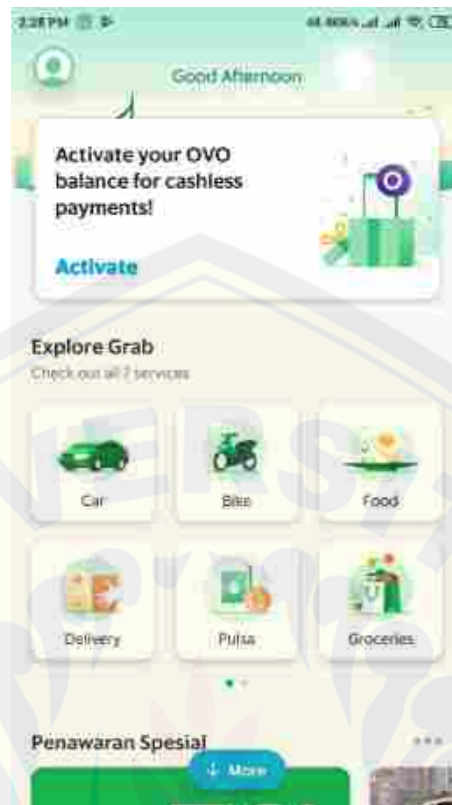 2:28 PM
Good Afternoon
Activate your OVO
balance for cashless
payments!
Activate
Explore Grab
Check out all 7 services
Car
Bike
Food
Delivery
Pulsa
Groceries
Penawaran Spesial
More